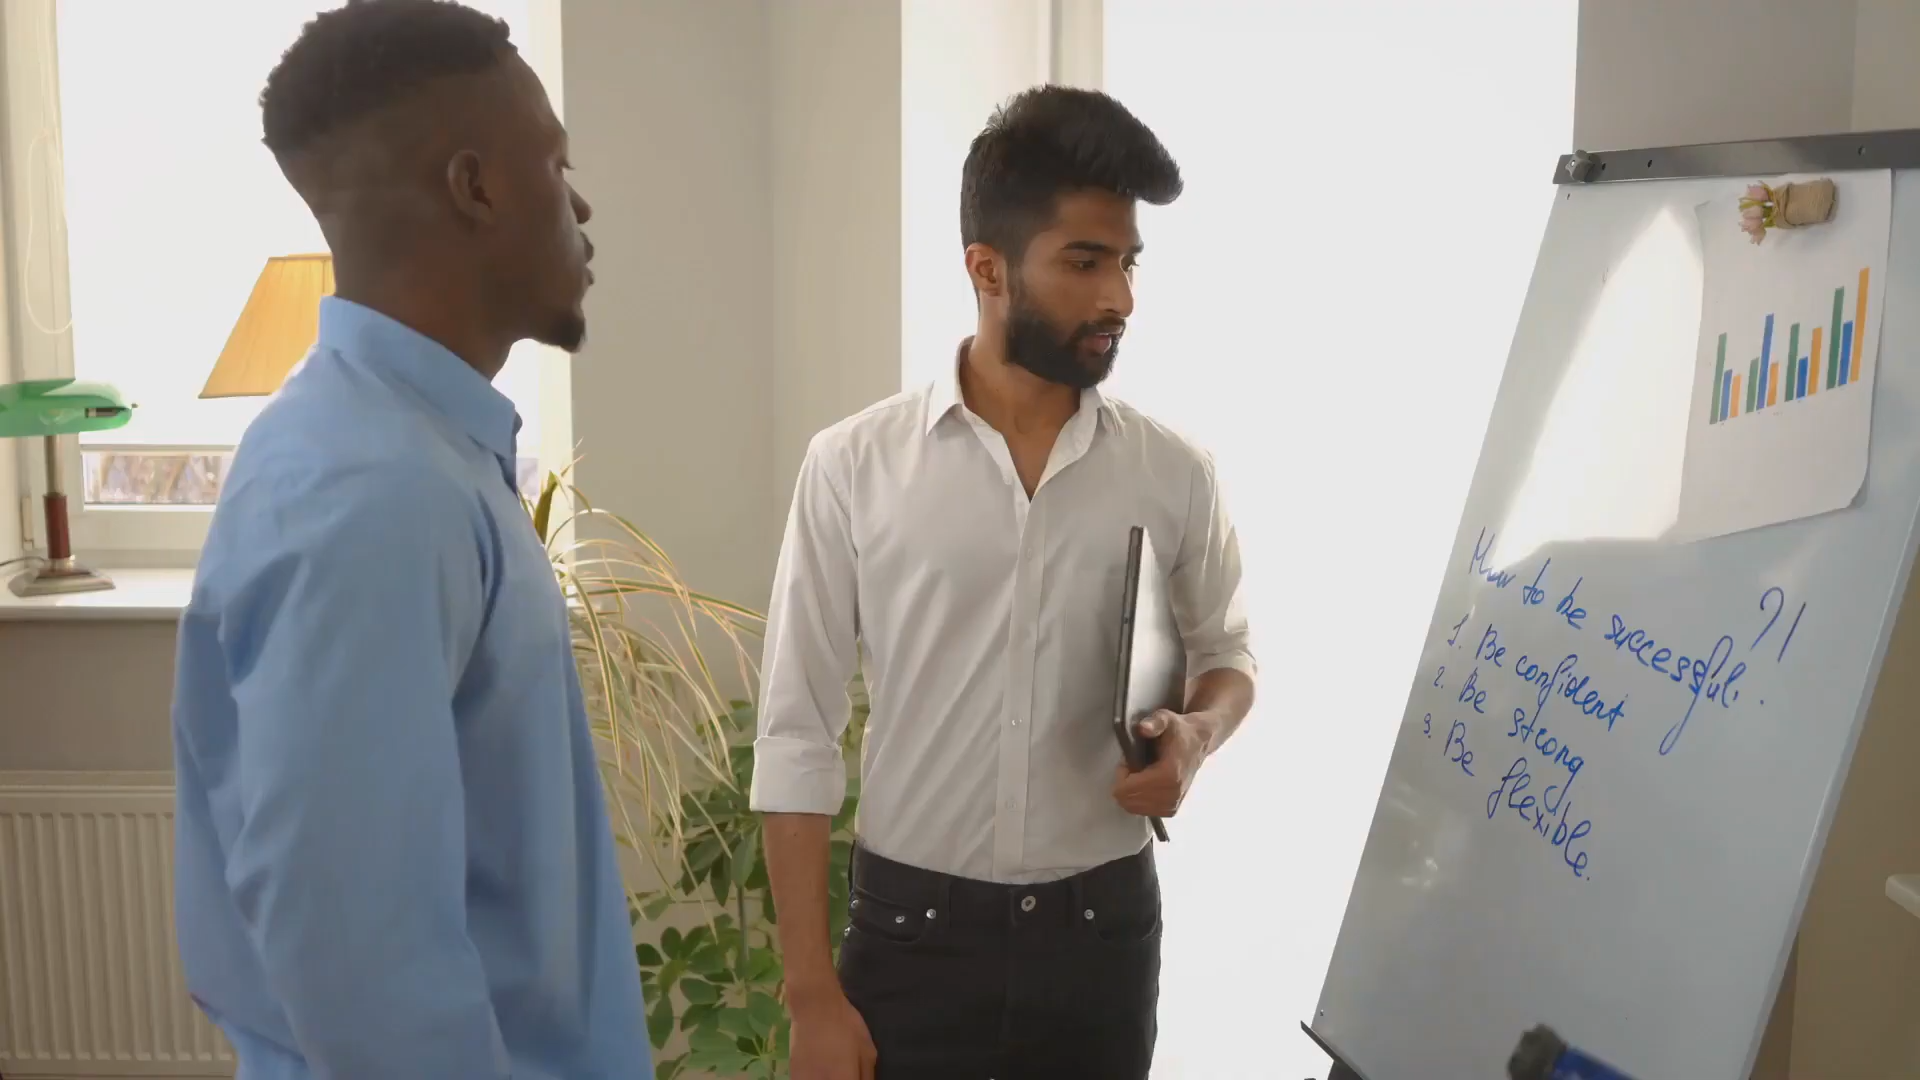 How to be successful. ?!
1. Be confident
2. Be strong
3. Be flexible.